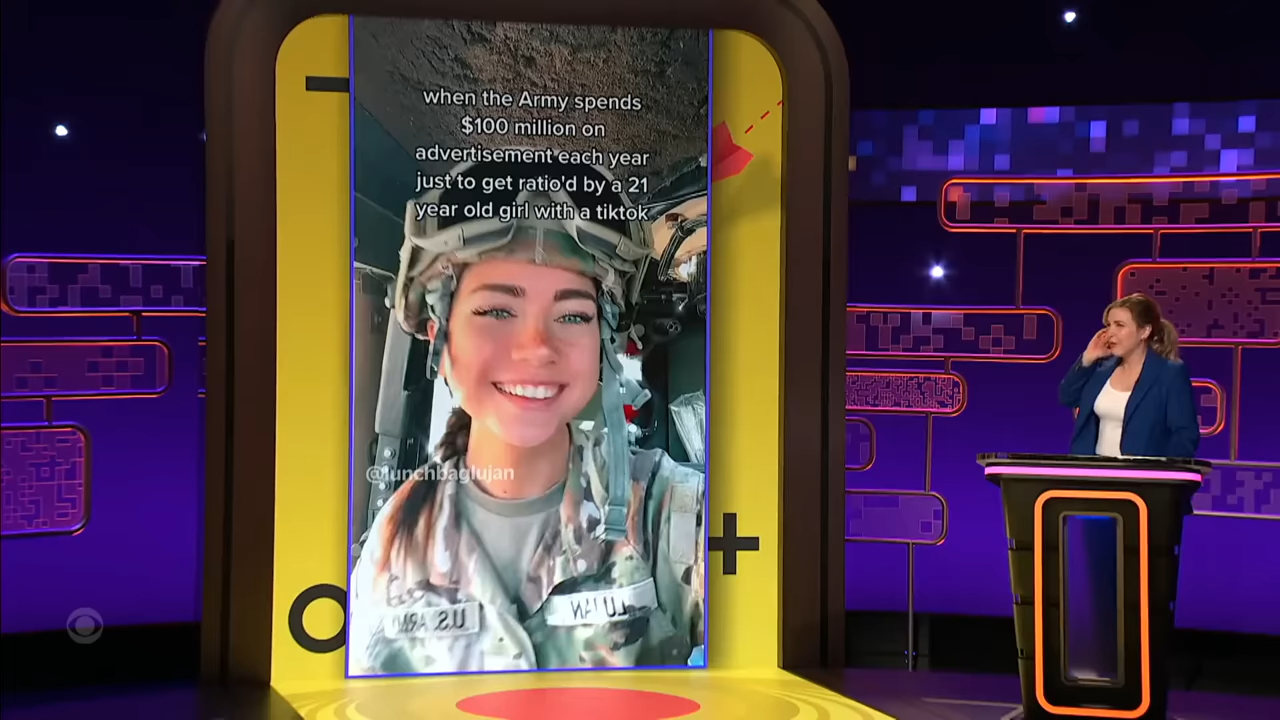 when the Army spends
$100 million on
advertisement each year
just to get ratio'd by a 21
year old girl with a tiktok
@lunchbaglujan
U.S. ARMY
LUJAN